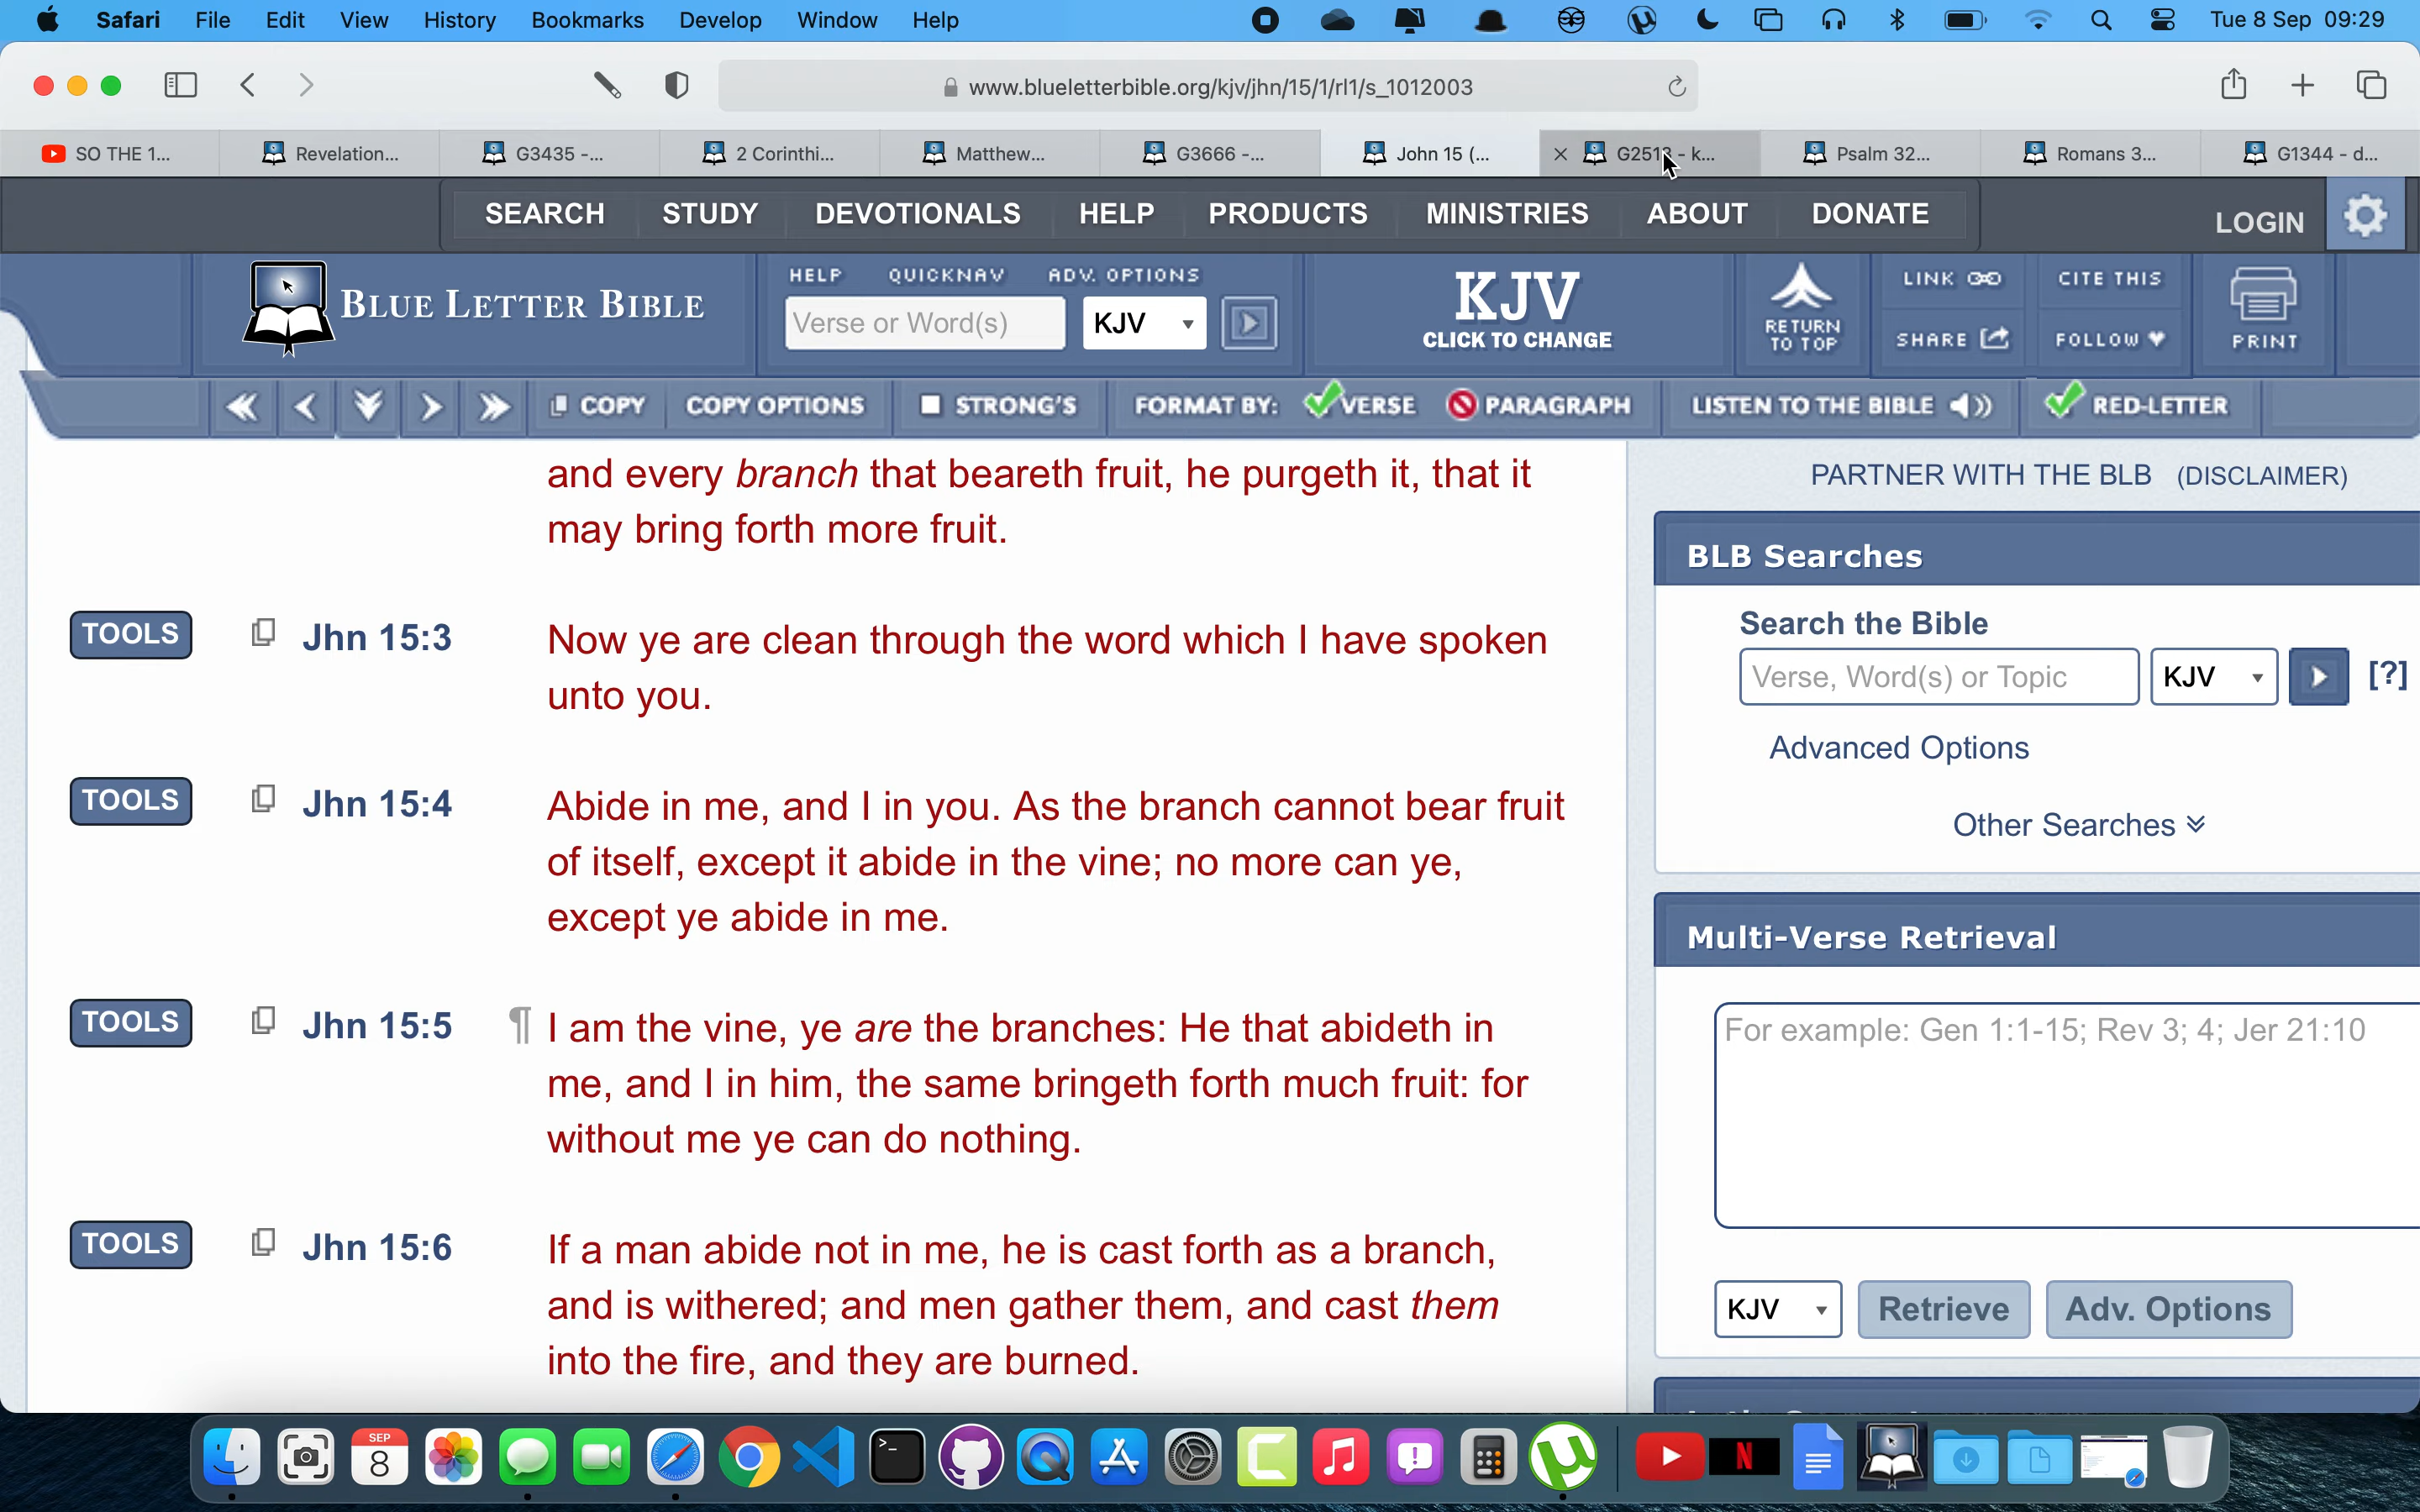 Safari File Edit View History Bookmarks Develop Window Help Tue 8 Sep 09:29
www.blueletterbible.org/kjv/jhn/15/1/rl1/s_1012003
SO THE 1... Revelation... G3435 -... 2 Corinthi... Matthew... G3666 -... John 15 (... G2513 - k... Psalm 32... Romans 3... G1344 - d...
SEARCH STUDY DEVOTIONALS HELP PRODUCTS MINISTRIES ABOUT DONATE LOGIN
BLUE LETTER BIBLE
HELP QUICKNAV ADV. OPTIONS
Verse or Word(s) KJV
KJV
CLICK TO CHANGE
RETURN
TO TOP
LINK CITE THIS
SHARE FOLLOW
PRINT
COPY COPY OPTIONS STRONG'S FORMAT BY: VERSE PARAGRAPH LISTEN TO THE BIBLE RED-LETTER
and every branch that beareth fruit, he purgeth it, that it
may bring forth more fruit.
TOOLS Jhn 15:3 Now ye are clean through the word which I have spoken
unto you.
TOOLS Jhn 15:4 Abide in me, and I in you. As the branch cannot bear fruit
of itself, except it abide in the vine; no more can ye,
except ye abide in me.
TOOLS Jhn 15:5 ¶ I am the vine, ye are the branches: He that abideth in
me, and I in him, the same bringeth forth much fruit: for
without me ye can do nothing.
TOOLS Jhn 15:6 If a man abide not in me, he is cast forth as a branch,
and is withered; and men gather them, and cast them
into the fire, and they are burned.
PARTNER WITH THE BLB (DISCLAIMER)
BLB Searches
Search the Bible
Verse, Word(s) or Topic KJV [?]
Advanced Options
Other Searches
Multi-Verse Retrieval
For example: Gen 1:1-15; Rev 3; 4; Jer 21:10
KJV Retrieve Adv. Options
SEP
8